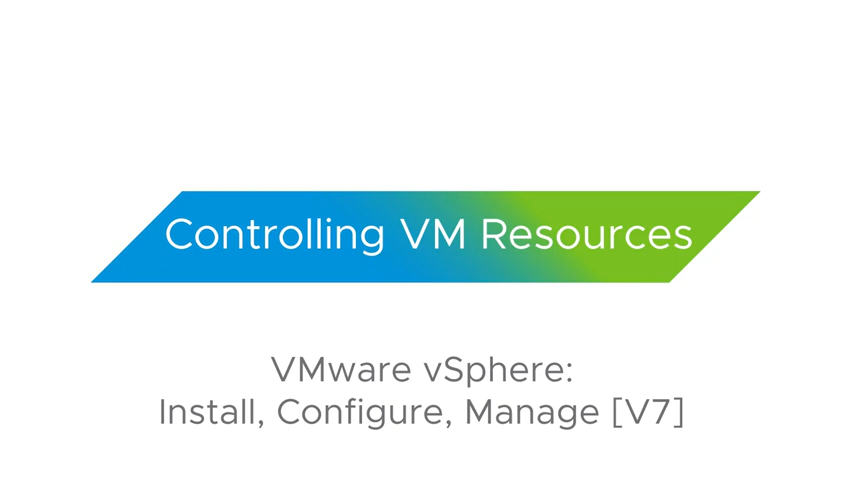 Controlling VM Resources
VMware vSphere:
Install, Configure, Manage [V7]